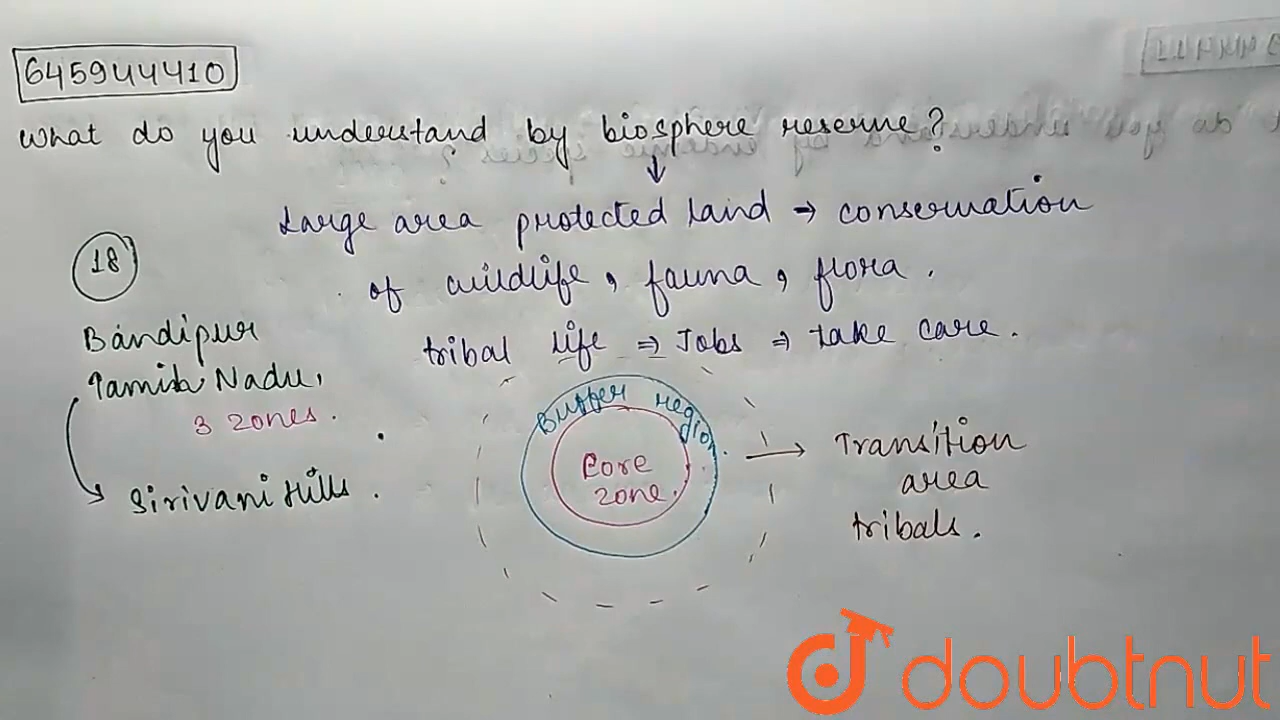 645944410
What do you understand by biosphere reserve?
Large area protected land → conservation
of wildlife, fauna, flora.
tribal life ⇒ Jobs ⇒ take care.
18
Bandipur
Tamil Nadu,
3 zones.
Sirivani Hills.
Buffer region.
Core
zone.
Transition
area
tribals.
doubtnut